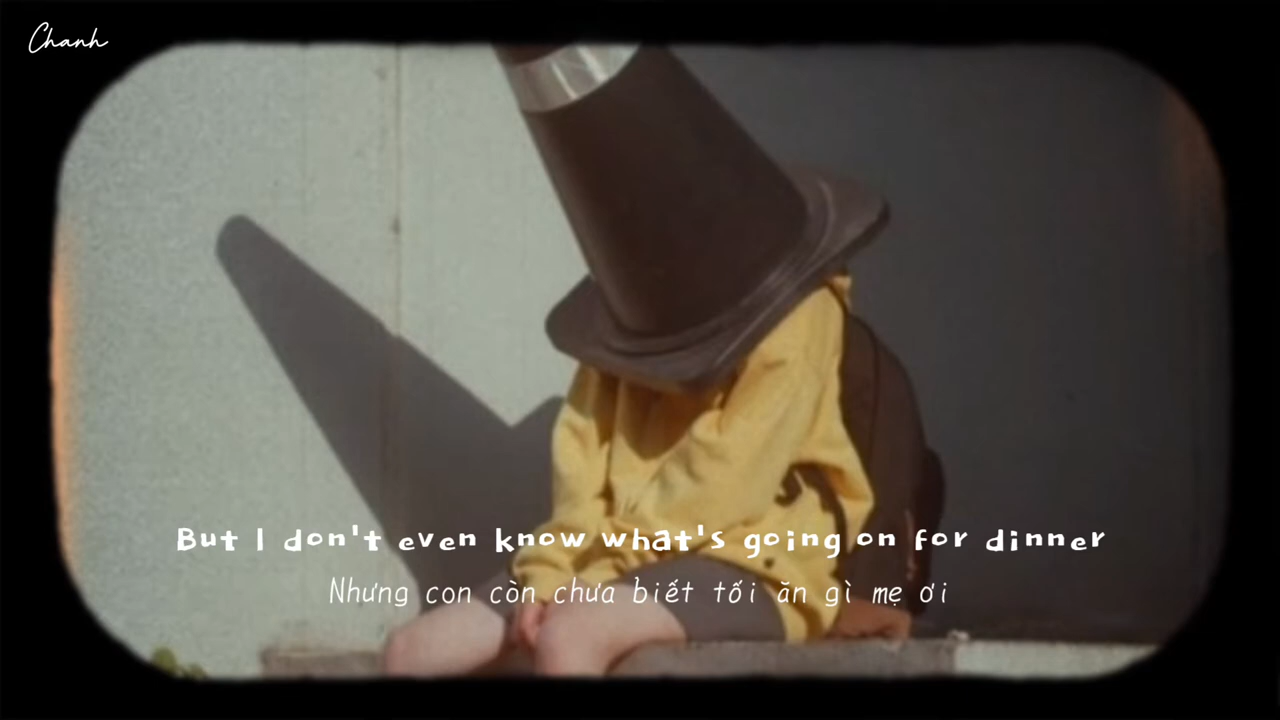 Chanh
But I don't even know what's going on for dinner
Nhưng con còn chưa biết tối ăn gì mẹ ơi